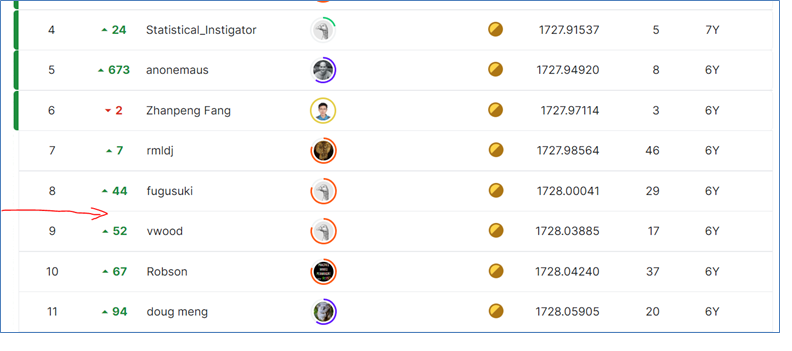 4 24 Statistical_Instigator 1727.91537 5 7Y
5 673 anonemaus 1727.94920 8 6Y
6 2 Zhanpeng Fang 1727.97114 3 6Y
7 7 rmldj 1727.98564 46 6Y
8 44 fugusuki 1728.00041 29 6Y
9 52 vwood 1728.03885 17 6Y
10 67 Robson 1728.04240 37 6Y
11 94 doug meng 1728.05905 20 6Y